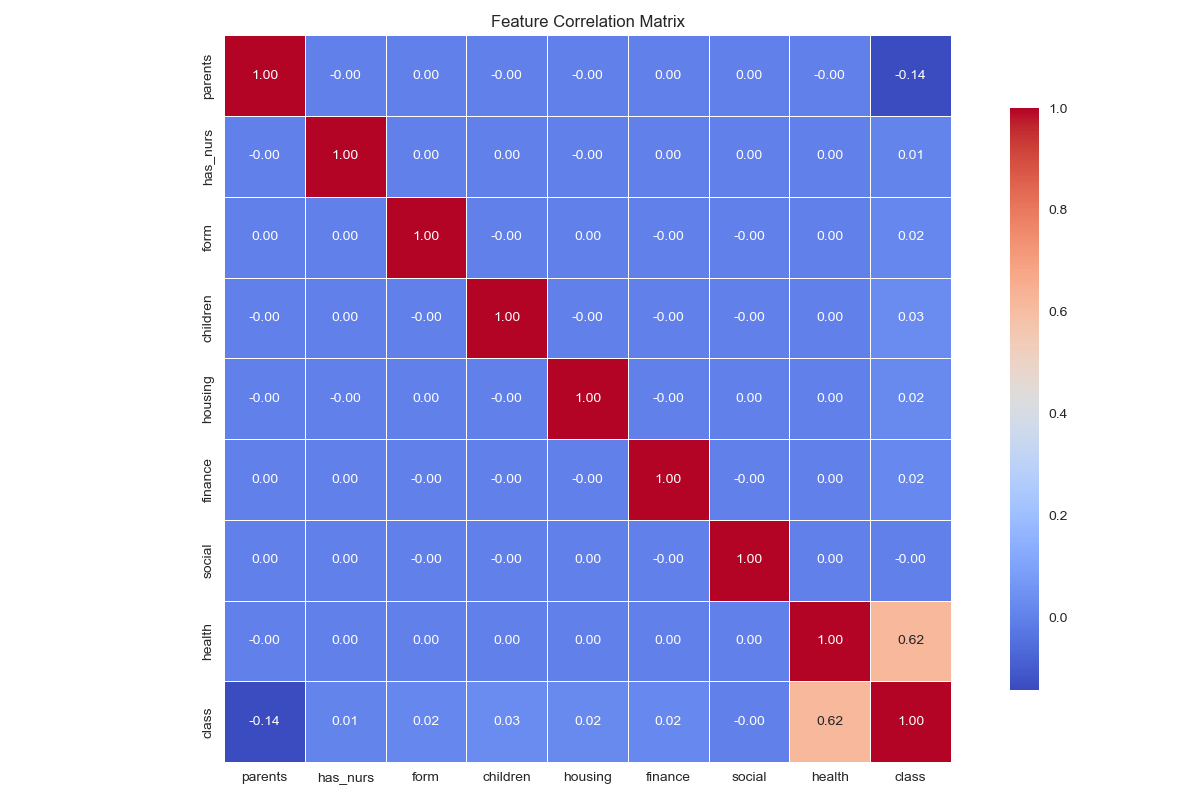 Feature Correlation Matrix
parents 1.00 -0.00 0.00 -0.00 -0.00 0.00 0.00 -0.00 -0.14
has_nurs -0.00 1.00 0.00 0.00 -0.00 0.00 0.00 0.00 0.01
form 0.00 0.00 1.00 -0.00 0.00 -0.00 -0.00 0.00 0.02
children -0.00 0.00 -0.00 1.00 -0.00 -0.00 -0.00 0.00 0.03
housing -0.00 -0.00 0.00 -0.00 1.00 -0.00 0.00 0.00 0.02
finance 0.00 0.00 -0.00 -0.00 -0.00 1.00 -0.00 0.00 0.02
social 0.00 0.00 -0.00 -0.00 0.00 -0.00 1.00 0.00 -0.00
health -0.00 0.00 0.00 0.00 0.00 0.00 0.00 1.00 0.62
class -0.14 0.01 0.02 0.03 0.02 0.02 -0.00 0.62 1.00
parents has_nurs form children housing finance social health class
1.0
0.8
0.6
0.4
0.2
0.0